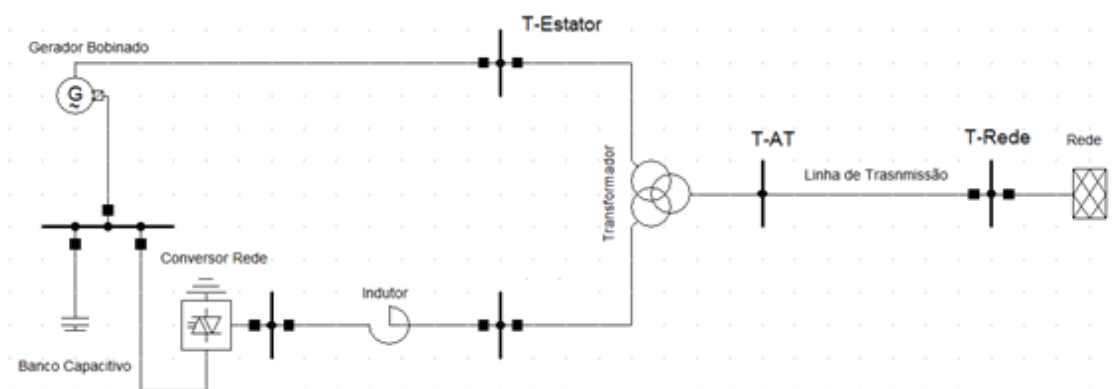 T-Estator
Gerador Bobinado
G
~
T-AT
T-Rede
Rede
Linha de Trasnmissão
Transformador
Conversor Rede
Indutor
Banco Capacitivo